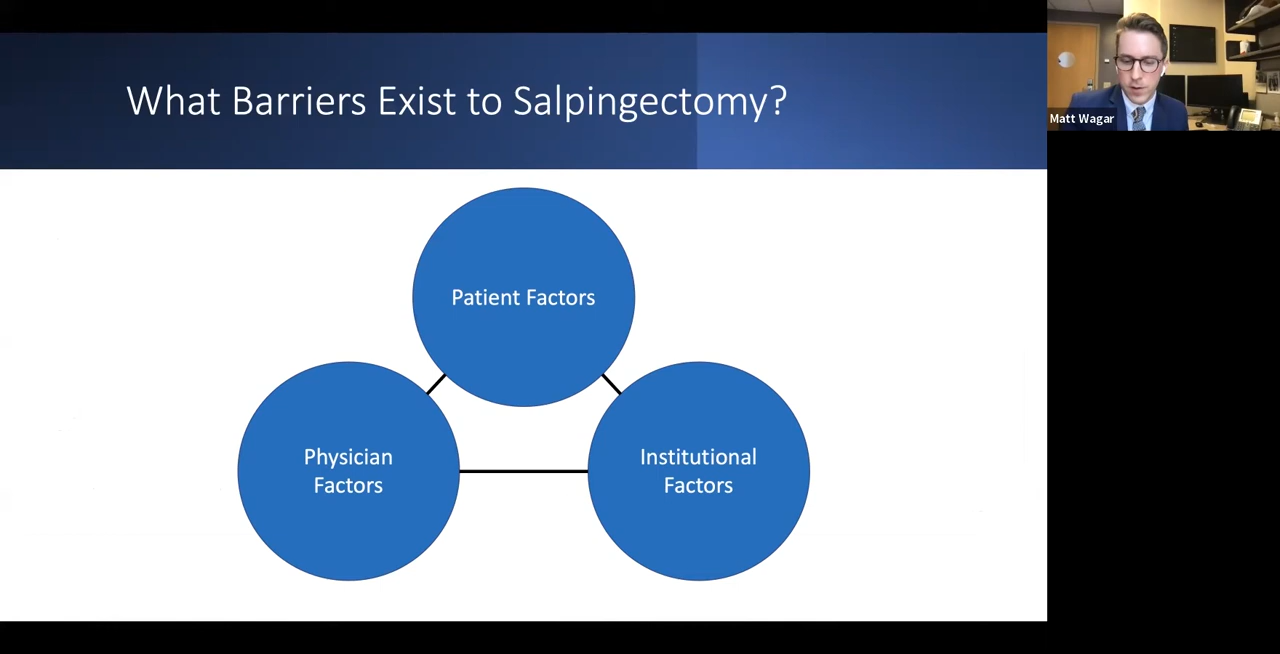 What Barriers Exist to Salpingectomy?
Matt Wagar
Patient Factors
Physician
Factors
Institutional
Factors